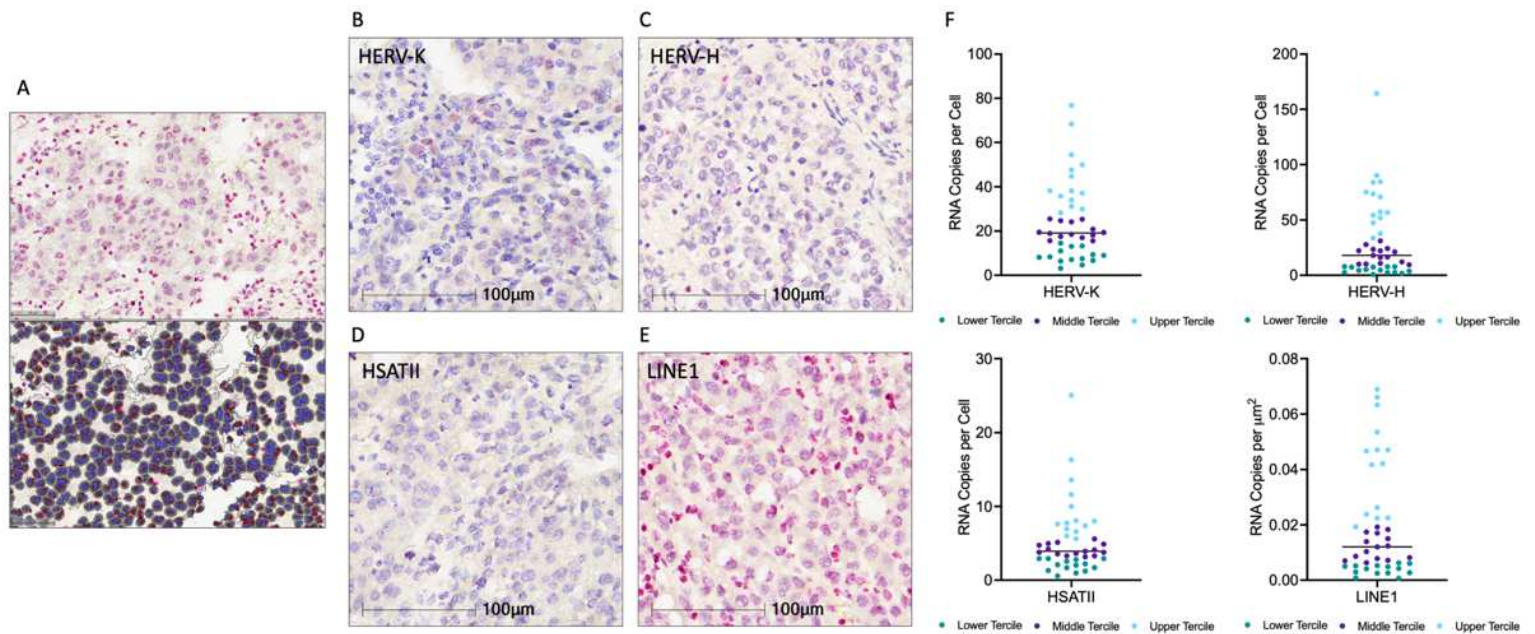 A
B
HERV-K
100μm
C
HERV-H
100μm
D
HSATII
100μm
E
LINE1
100μm
F
RNA Copies per Cell
100
80
60
40
20
0
HERV-K
Lower Tercile Middle Tercile Upper Tercile
RNA Copies per Cell
200
150
100
50
0
HERV-H
Lower Tercile Middle Tercile Upper Tercile
RNA Copies per Cell
30
20
10
0
HSATII
Lower Tercile Middle Tercile Upper Tercile
RNA Copies per μm²
0.08
0.06
0.04
0.02
0.00
LINE1
Lower Tercile Middle Tercile Upper Tercile